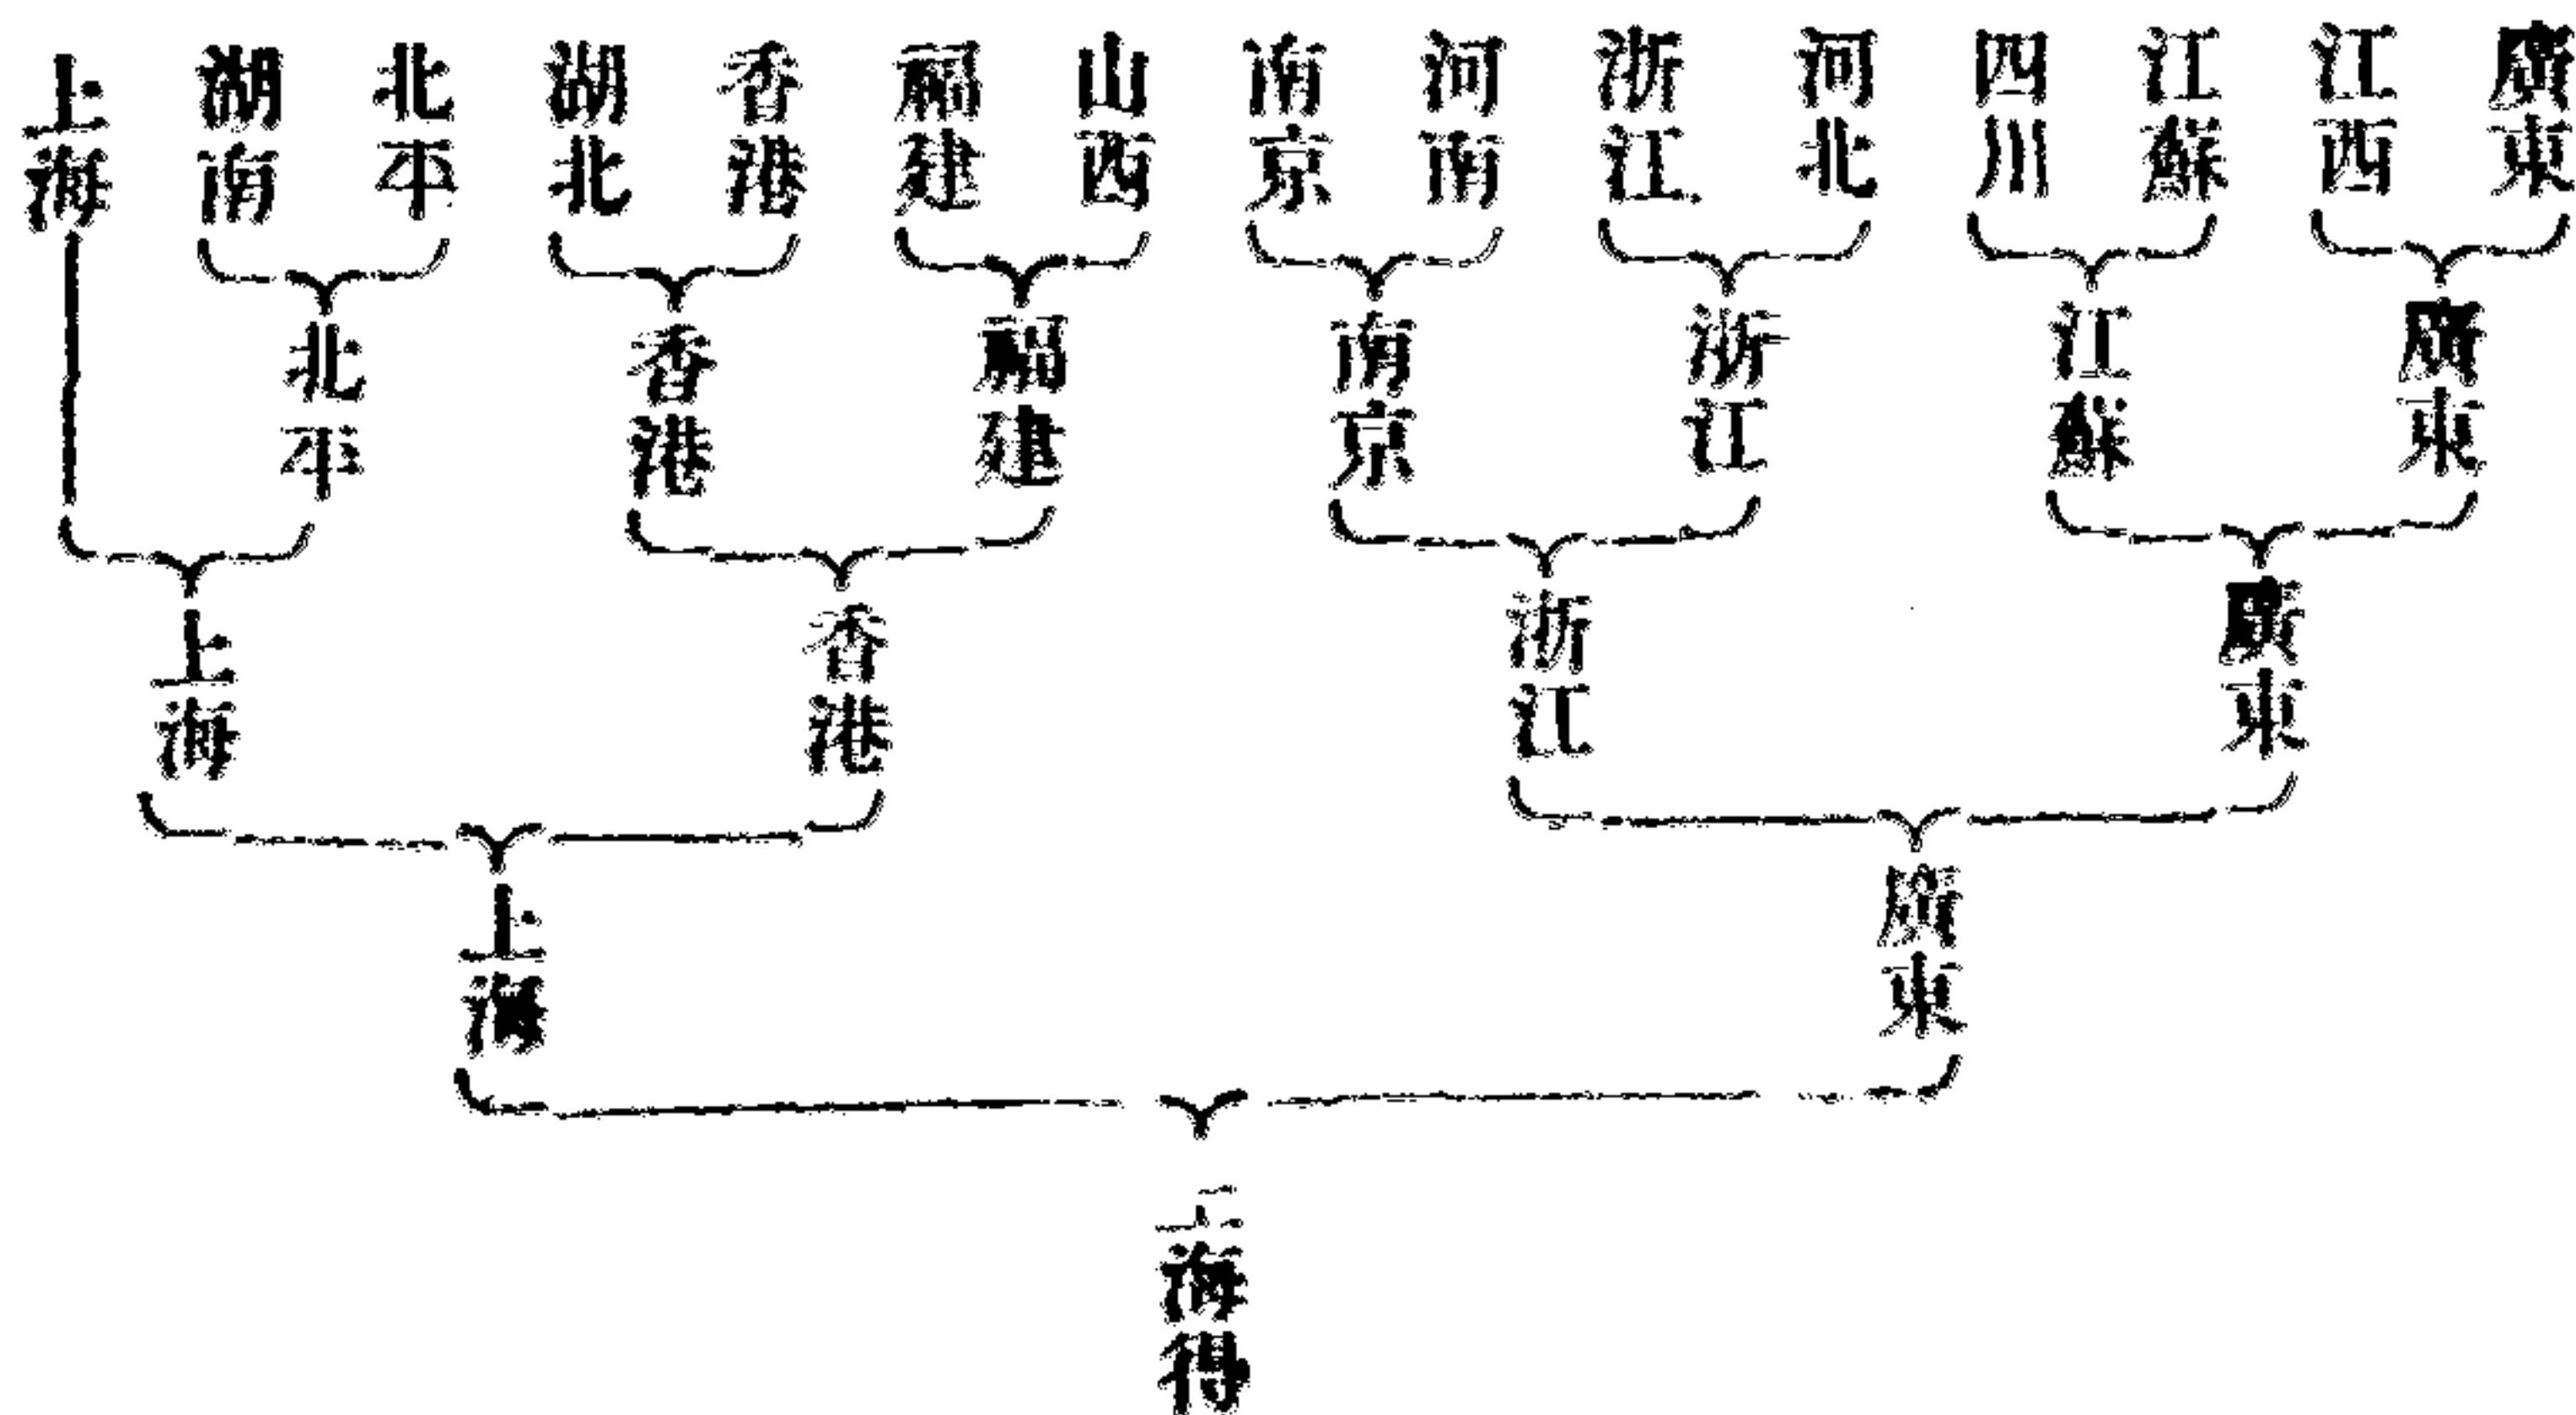 廣東
江西
江蘇
四川
河北
浙江
河南
南京
山西
福建
香港
湖北
北平
湖南
上海
廣東
江蘇
浙江
南京
福建
香港
北平
廣東
浙江
香港
上海
廣東
上海
上海得